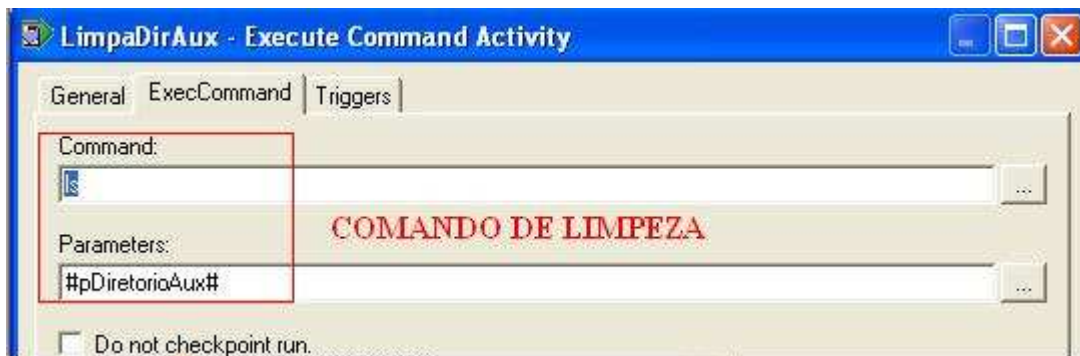 LimpaDirAux - Execute Command Activity
General ExecCommand Triggers
Command:
ls
...
COMANDO DE LIMPEZA
Parameters:
#pDiretorioAux#
...
Do not checkpoint run.